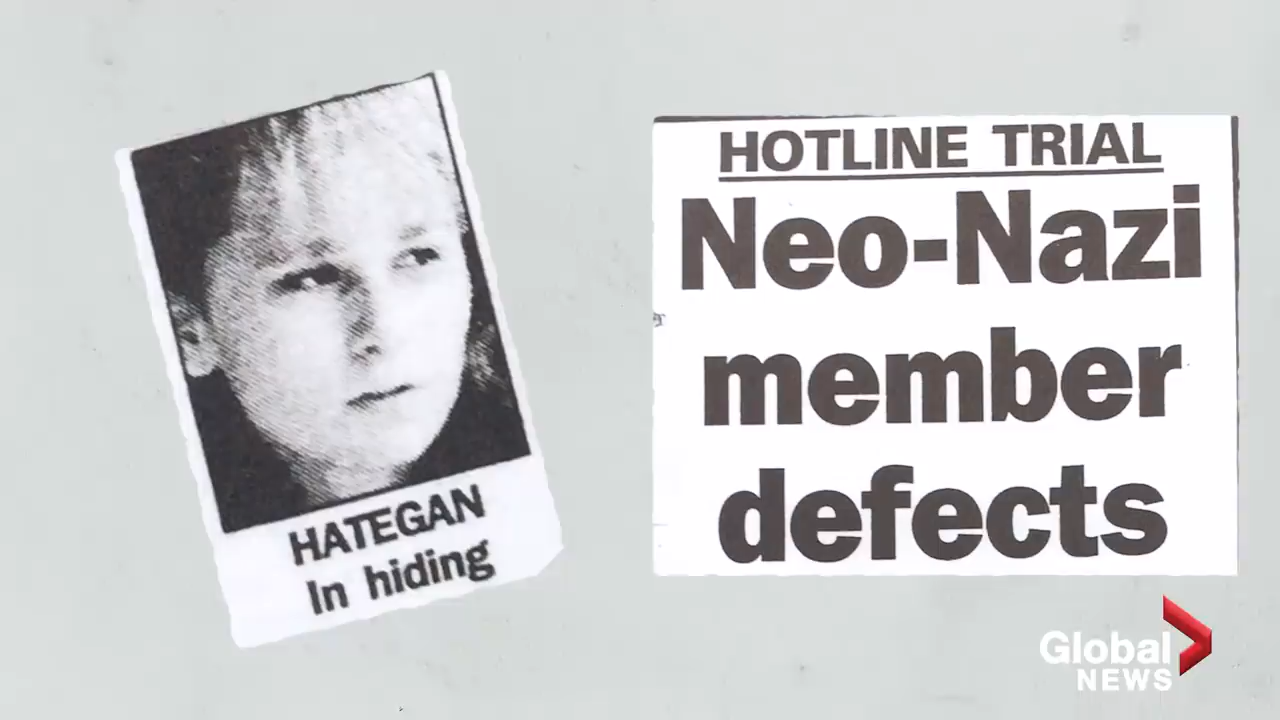 HATEGAN
In hiding
HOTLINE TRIAL
Neo-Nazi
member
defects
Global
NEWS